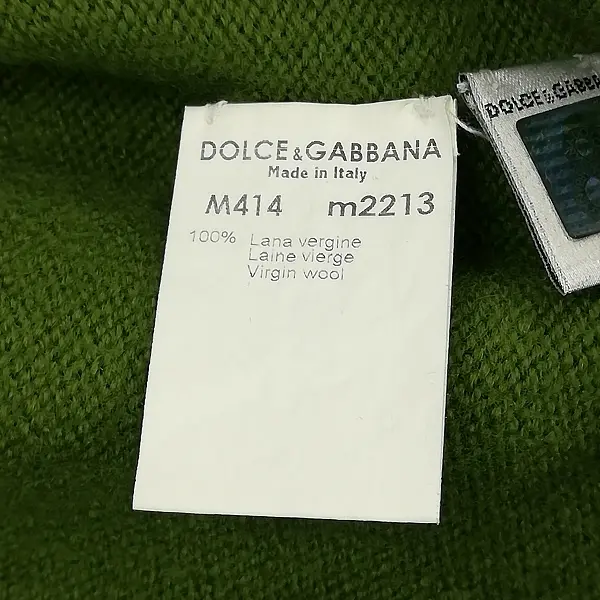 DOLCE&GABBANA
Made in Italy
M414 m2213
100% Lana vergine
Laine vierge
Virgin wool
DOLCE&GABBA